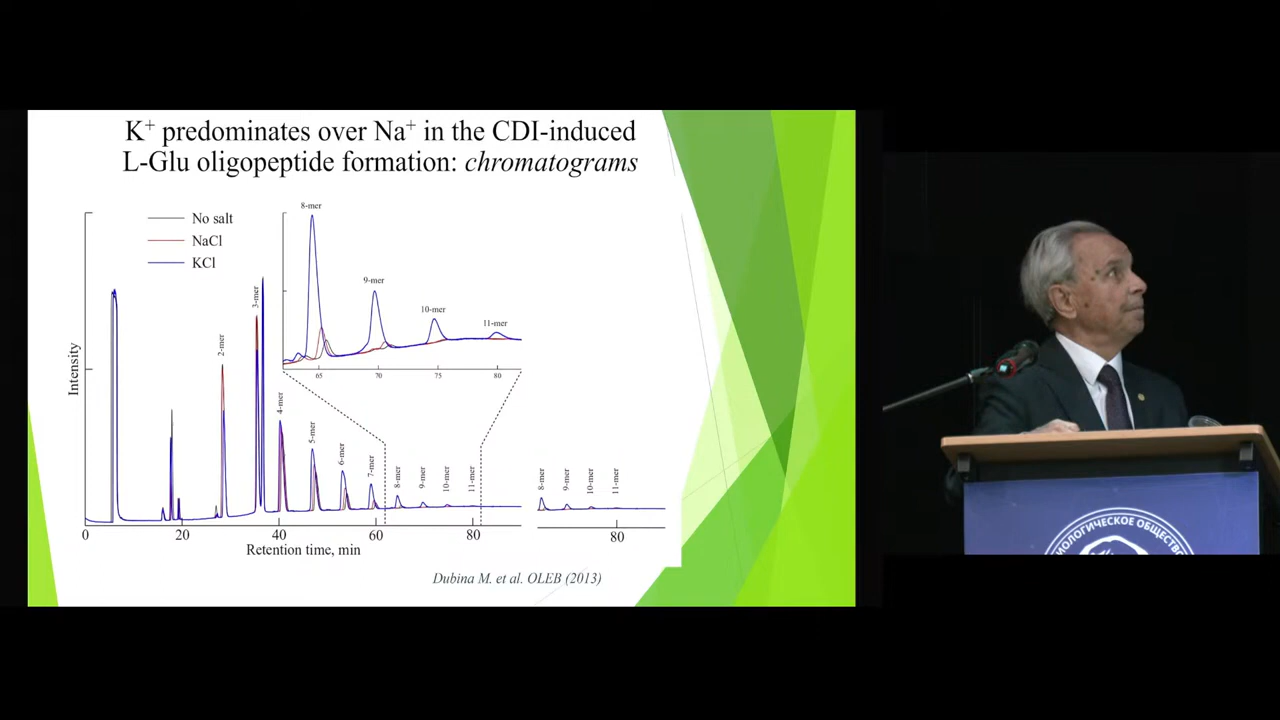 K⁺ predominates over Na⁺ in the CDI-induced
L-Glu oligopeptide formation: chromatograms
No salt
NaCl
KCl
8-mer
9-mer
10-mer
11-mer
65
70
75
80
Intensity
2-mer
3-mer
4-mer
5-mer
6-mer
7-mer
8-mer
9-mer
10-mer
11-mer
8-mer
9-mer
10-mer
11-mer
0
20
40
60
80
80
Retention time, min
Dubina M. et al. OLEB (2013)
ИОЛОГИЧЕСКОЕ ОБЩЕСТВО